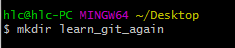 hlc@hlc-PC MINGW64 ~/Desktop
$ mkdir learn_git_again